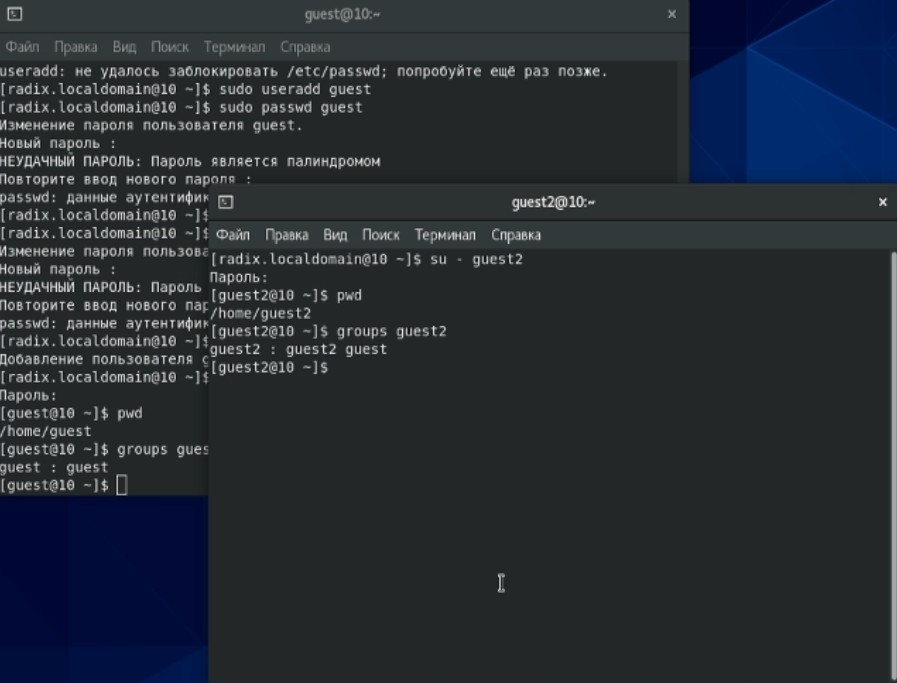 guest@10:~
Файл Правка Вид Поиск Терминал Справка
useradd: не удалось заблокировать /etc/passwd; попробуйте ещё раз позже.
[radix.localdomain@10 ~]$ sudo useradd guest
[radix.localdomain@10 ~]$ sudo passwd guest
Изменение пароля пользователя guest.
Новый пароль :
НЕУДАЧНЫЙ ПАРОЛЬ: Пароль является палиндромом
Повторите ввод нового пароля :
passwd: данные
[radix.localdomain@10 ~]$
[radix.localdomain@10 ~]$
Изменение пароля
Новый пароль :
НЕУДАЧНЫЙ ПАРОЛЬ: Пароль
Повторите ввод нового
passwd: данные
[radix.localdomain@10 ~]$
Добавление пользователя
[radix.localdomain@10 ~]$
Пароль:
[guest@10 ~]$ pwd
/home/guest
[guest@10 ~]$ groups
guest : guest
[guest@10 ~]$
guest2@10:~
Файл Правка Вид Поиск Терминал Справка
[radix.localdomain@10 ~]$ su - guest2
Пароль:
[guest2@10 ~]$ pwd
/home/guest2
[guest2@10 ~]$ groups guest2
guest2 : guest2 guest
[guest2@10 ~]$